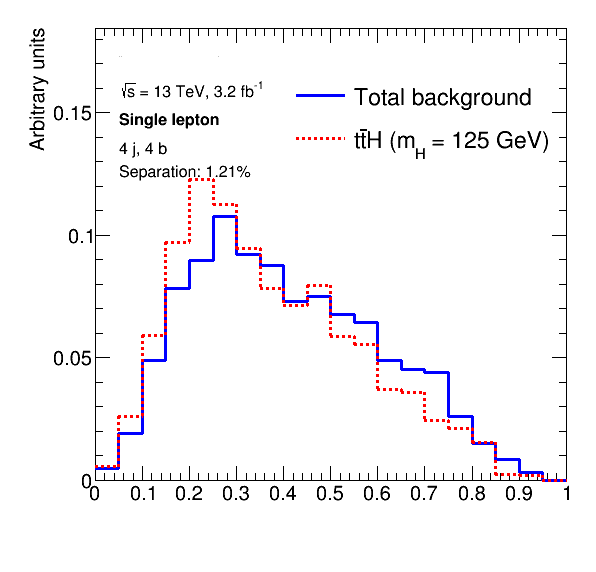 Arbitrary units
√s = 13 TeV, 3.2 fb⁻¹
Single lepton
4 j, 4 b
Separation: 1.21%
Total background
tt̄H (m_H = 125 GeV)
0.15
0.1
0.05
0
0 0.1 0.2 0.3 0.4 0.5 0.6 0.7 0.8 0.9 1